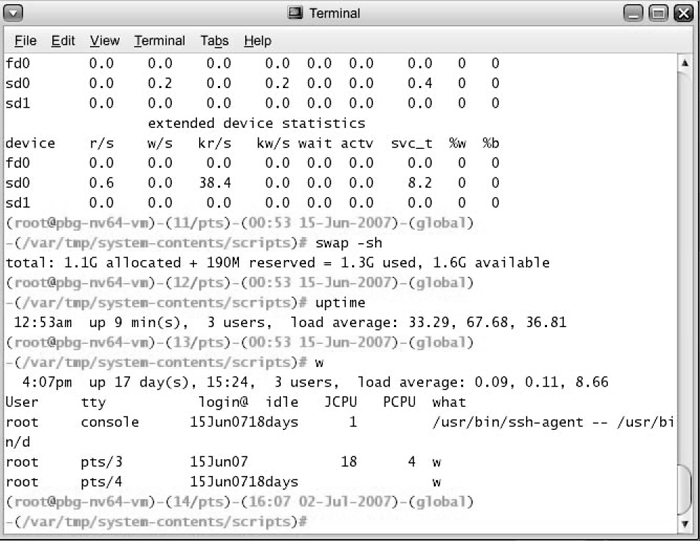 Terminal
File Edit View Terminal Tabs Help
fd0 0.0 0.0 0.0 0.0 0.0 0.0 0.0 0 0
sd0 0.0 0.2 0.0 0.2 0.0 0.0 0.4 0 0
sd1 0.0 0.0 0.0 0.0 0.0 0.0 0.0 0 0
extended device statistics
device r/s w/s kr/s kw/s wait actv svc_t %w %b
fd0 0.0 0.0 0.0 0.0 0.0 0.0 0.0 0 0
sd0 0.6 0.0 38.4 0.0 0.0 0.0 8.2 0 0
sd1 0.0 0.0 0.0 0.0 0.0 0.0 0.0 0 0
(root@pbg-nv64-vm)-(11/pts)-(00:53 15-Jun-2007)-(global)
-(/var/tmp/system-contents/scripts)# swap -sh
total: 1.1G allocated + 190M reserved = 1.3G used, 1.6G available
(root@pbg-nv64-vm)-(12/pts)-(00:53 15-Jun-2007)-(global)
-(/var/tmp/system-contents/scripts)# uptime
12:53am up 9 min(s), 3 users, load average: 33.29, 67.68, 36.81
(root@pbg-nv64-vm)-(13/pts)-(00:53 15-Jun-2007)-(global)
-(/var/tmp/system-contents/scripts)# w
4:07pm up 17 day(s), 15:24, 3 users, load average: 0.09, 0.11, 8.66
User tty login@ idle JCPU PCPU what
root console 15Jun0718days 1 /usr/bin/ssh-agent -- /usr/bi
n/d
root pts/3 15Jun07 18 4 w
root pts/4 15Jun0718days w
(root@pbg-nv64-vm)-(14/pts)-(16:07 02-Jul-2007)-(global)
-(/var/tmp/system-contents/scripts)#